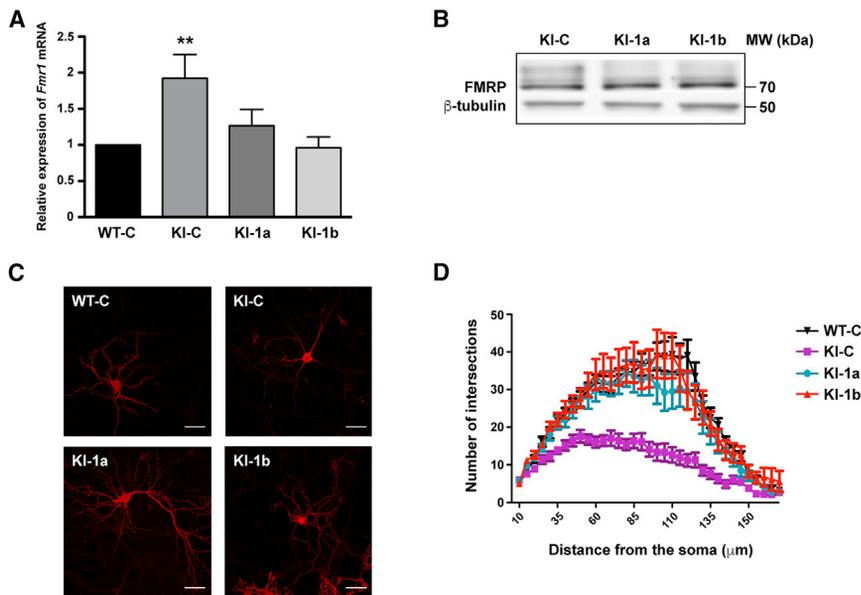 A
Relative expression of Fmr1 mRNA
2.5
2
1.5
1
0.5
0
**
WT-C KI-C KI-1a KI-1b
B
KI-C KI-1a KI-1b MW (kDa)
FMRP 70
β-tubulin 50
C
WT-C KI-C
KI-1a KI-1b
D
Number of intersections
50
40
30
20
10
0
10 35 60 85 110 135 150
Distance from the soma (μm)
WT-C
KI-C
KI-1a
KI-1b